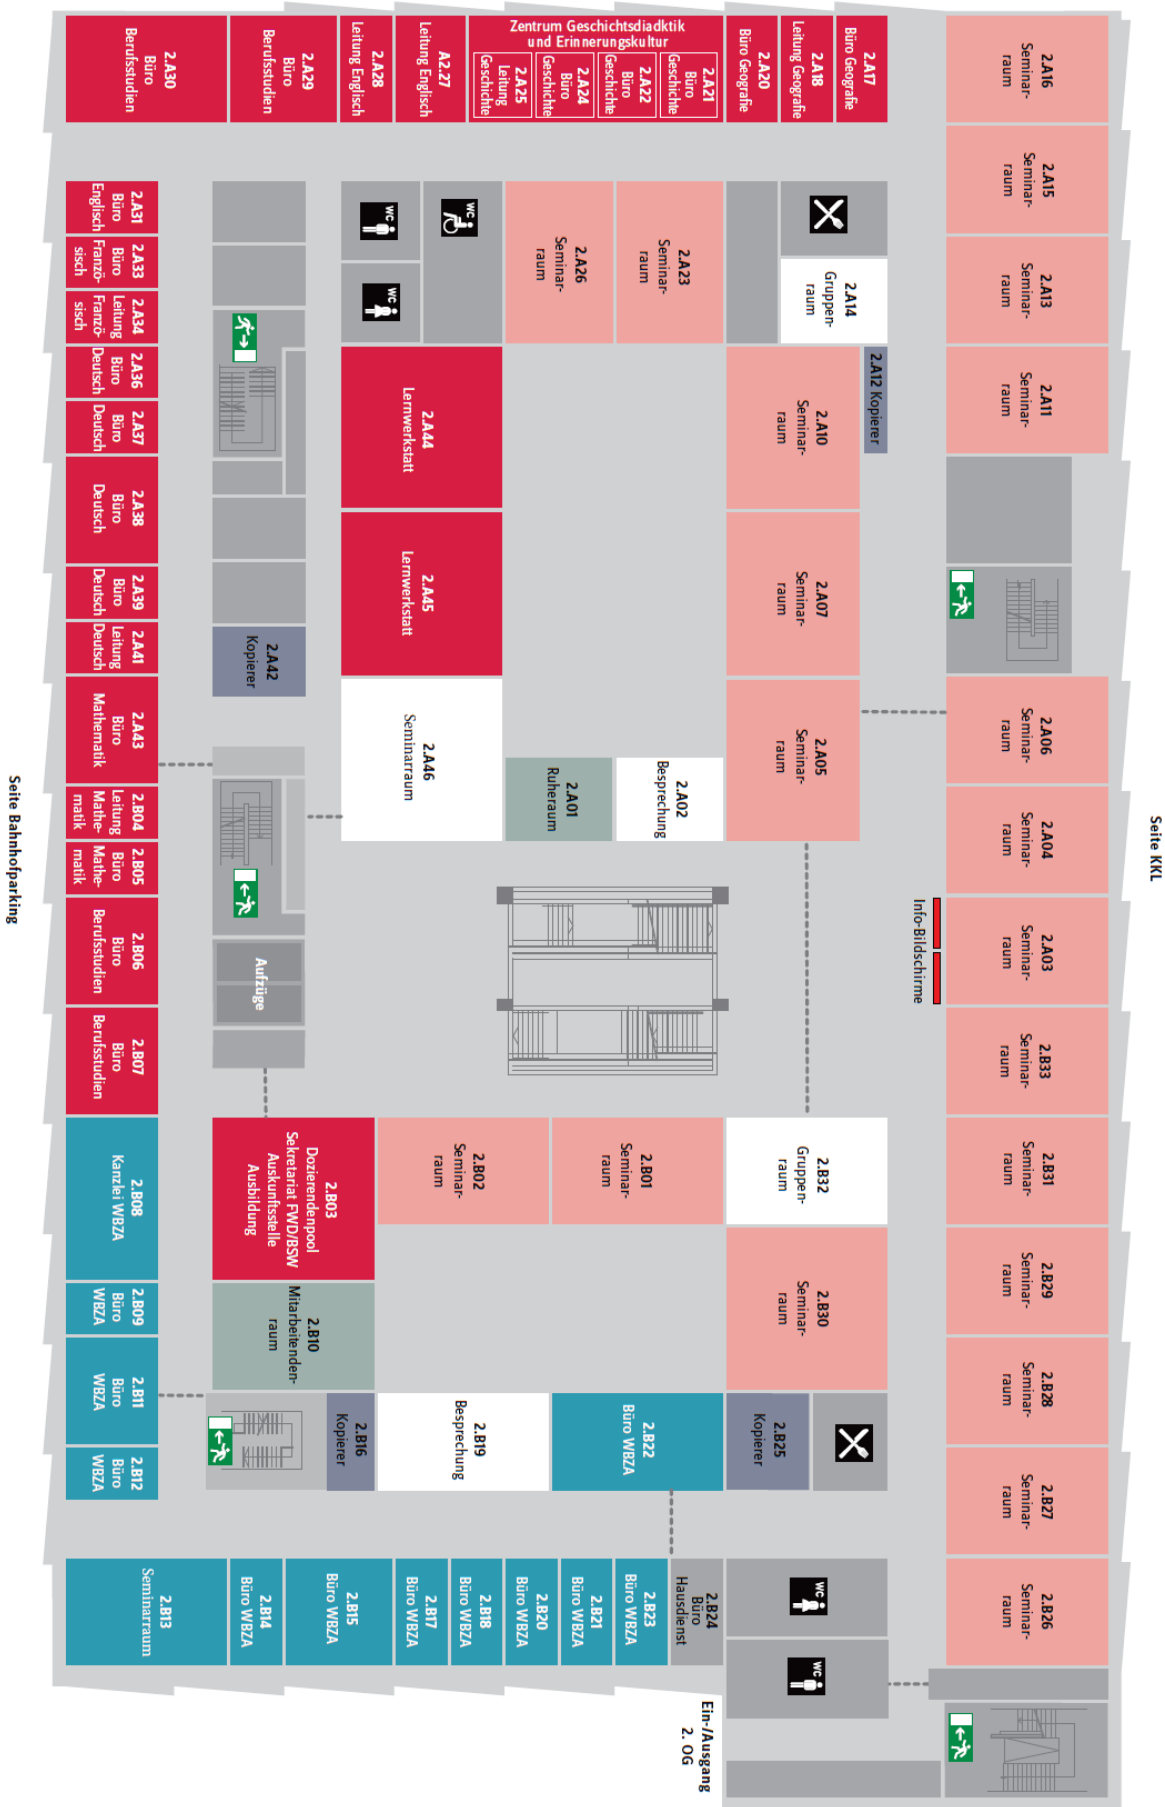 Seite KKL
2.A16
Seminar-
raum
2.A15
Seminar-
raum
2.A13
Seminar-
raum
2.A11
Seminar-
raum
2.A06
Seminar-
raum
2.A04
Seminar-
raum
2.A03
Seminar-
raum
2.B33
Seminar-
raum
2.B31
Seminar-
raum
2.B29
Seminar-
raum
2.B28
Seminar-
raum
2.B27
Seminar-
raum
2.B26
Seminar-
raum
Info-Bildschirme
2.A17
Büro Geografie
2.A18
Leitung Geografie
2.A20
Büro Geografie
Zentrum Geschichtsdiadktik
und Erinnerungskultur
2.A21
Büro
Geschichte
2.A22
Büro
Geschichte
2.A24
Büro
Geschichte
2.A25
Leitung
Geschichte
A2.27
Leitung Englisch
2.A28
Leitung Englisch
2.A29
Büro
Berufsstudien
2.A30
Büro
Berufsstudien
2.A14
Gruppen-
raum
2.A12 Kopierer
2.A10
Seminar-
raum
2.A07
Seminar-
raum
2.A05
Seminar-
raum
2.B32
Gruppen-
raum
2.B30
Seminar-
raum
2.B25
Kopierer
WC
WC
2.A23
Seminar-
raum
2.A26
Seminar-
raum
2.A02
Besprechung
2.A01
Ruheraum
2.B01
Seminar-
raum
2.B02
Seminar-
raum
2.B22
Büro WBZA
2.B19
Besprechung
WC
WC
WC
2.A44
Lernwerkstatt
2.A45
Lernwerkstatt
2.A46
Seminarraum
2.B03
Dozierendenpool
Sekretariat FWD/BSW
Auskunftsstelle
Ausbildung
2.B10
Mitarbeitenden-
raum
2.B16
Kopierer
2.A42
Kopierer
Aufzüge
2.A31
Büro
Englisch
2.A33
Büro
Franzö-
sisch
2.A34
Leitung
Franzö-
sisch
2.A36
Büro
Deutsch
2.A37
Büro
Deutsch
2.A38
Büro
Deutsch
2.A39
Büro
Deutsch
2.A41
Leitung
Deutsch
2.A43
Büro
Mathematik
2.B04
Leitung
Mathe-
matik
2.B05
Büro
Mathe-
matik
2.B06
Büro
Berufsstudien
2.B07
Büro
Berufsstudien
2.B08
Kanzlei WBZA
2.B09
Büro
WBZA
2.B11
Büro
WBZA
2.B12
Büro
WBZA
2.B24
Büro
Hausdienst
2.B23
Büro WBZA
2.B21
Büro WBZA
2.B20
Büro WBZA
2.B18
Büro WBZA
2.B17
Büro WBZA
2.B15
Büro WBZA
2.B14
Büro WBZA
2.B13
Seminarraum
Ein-/Ausgang
2. OG
Seite Bahnhofparking